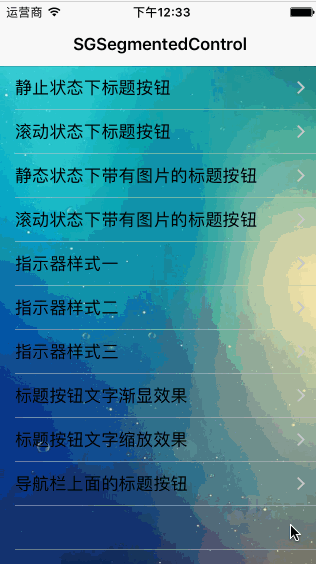 运营商 下午12:33
SGSegmentedControl
静止状态下标题按钮
滚动状态下标题按钮
静态状态下带有图片的标题按钮
滚动状态下带有图片的标题按钮
指示器样式一
指示器样式二
指示器样式三
标题按钮文字渐显效果
标题按钮文字缩放效果
导航栏上面的标题按钮